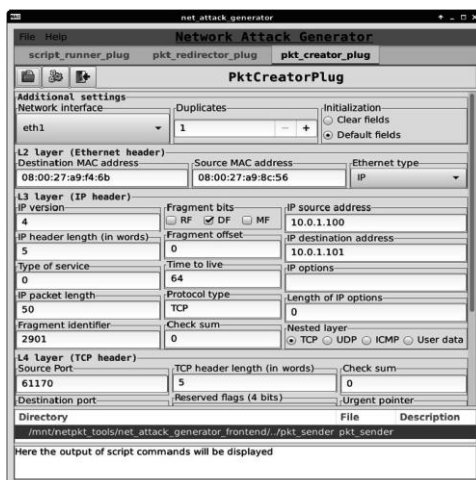 net_attack_generator
File Help
Network Attack Generator
script_runner_plug pkt_redirector_plug pkt_creator_plug
PktCreatorPlug
Additional settings
Network interface Duplicates Initialization
eth1 1 - + Clear fields
Default fields
L2 layer (Ethernet header)
Destination MAC address Source MAC address Ethernet type
08:00:27:a9:f4:6b 08:00:27:a9:8c:56 IP
L3 layer (IP header)
IP version Fragment bits IP source address
4 RF DF MF 10.0.1.100
IP header length (in words) Fragment offset IP destination address
5 0 10.0.1.101
Type of service Time to live IP options
0 64
IP packet length Protocol type Length of IP options
50 TCP 0
Fragment identifier Check sum Nested layer
2901 0 TCP UDP ICMP User data
L4 layer (TCP header)
Source Port TCP header length (in words) Check sum
61170 5 0
Destination port Reserved flags (4 bits) Urgent pointer
Directory File Description
/mnt/netpkt_tools/net_attack_generator_frontend/../pkt_sender pkt_sender
Here the output of script commands will be displayed